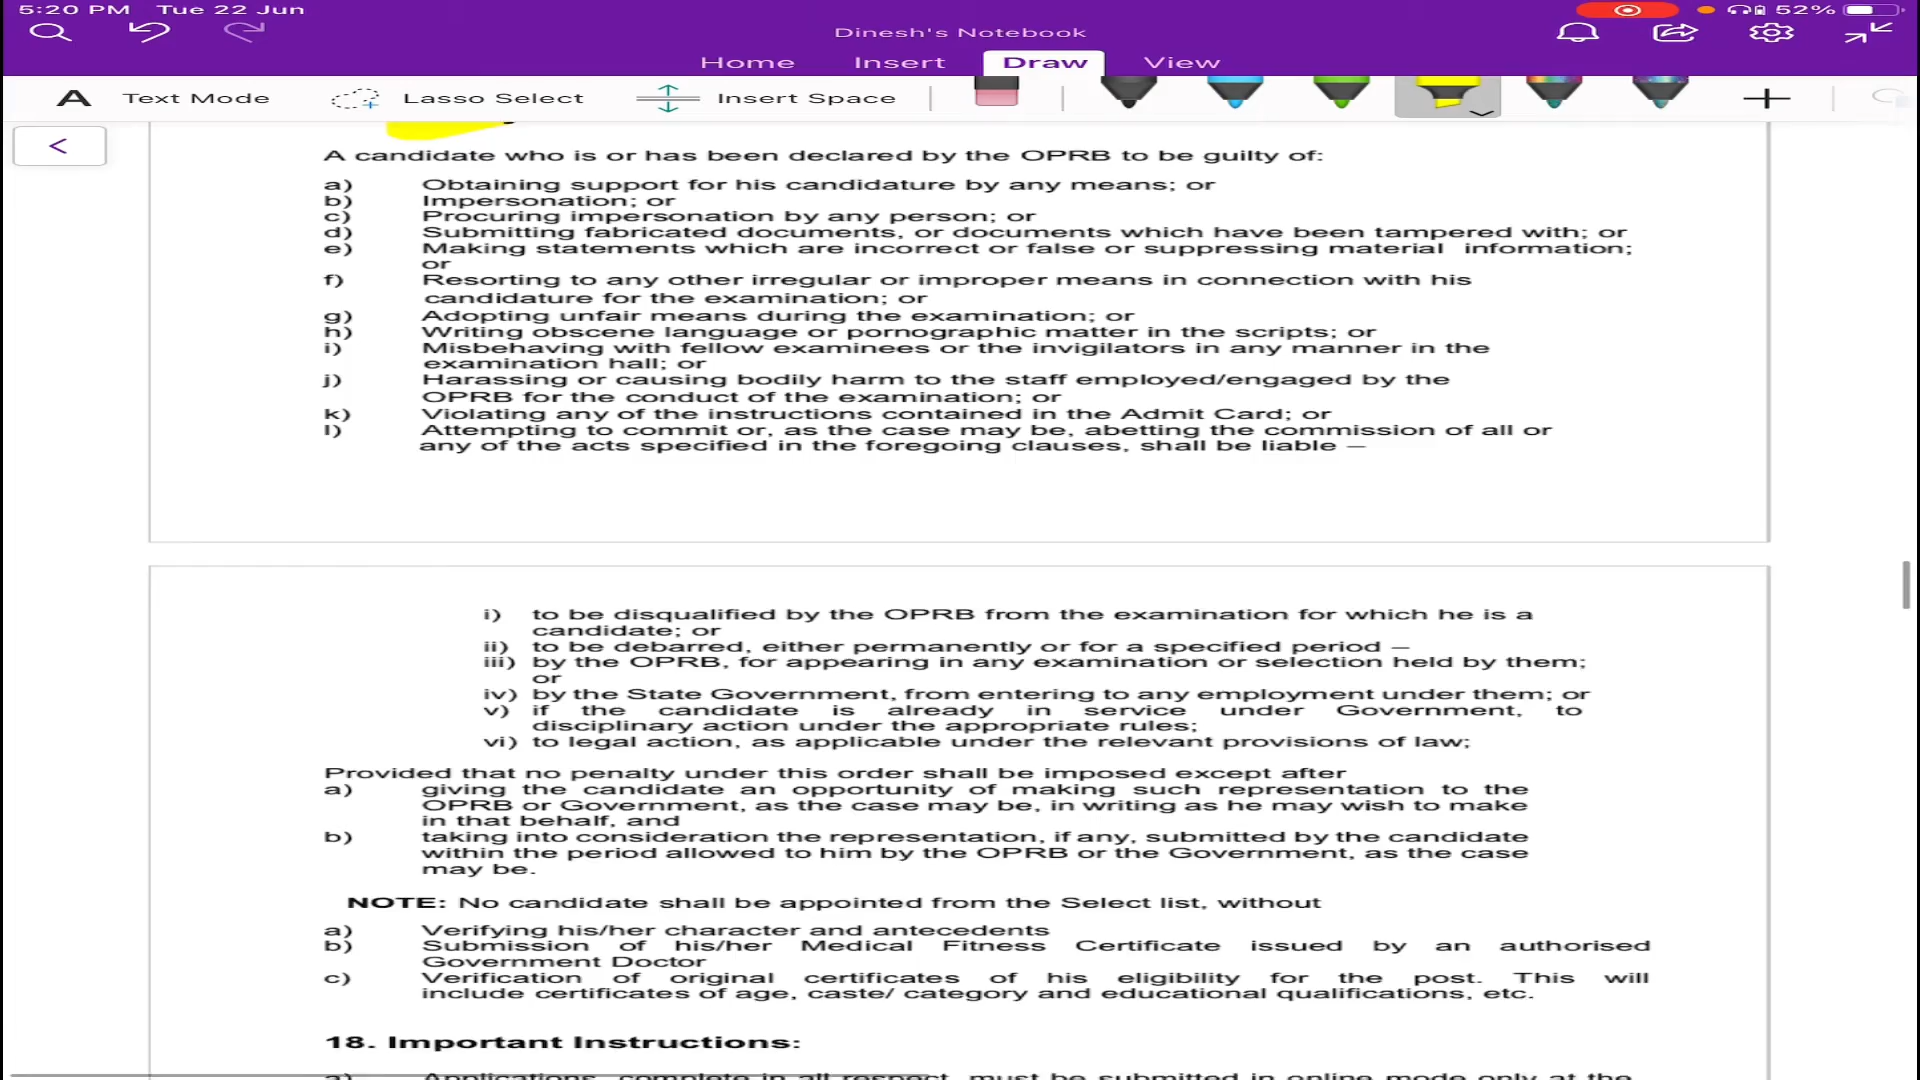 5:20 PM Tue 22 Jun
52%
Dinesh's Notebook
Home Insert Draw View
A Text Mode Lasso Select Insert Space
A candidate who is or has been declared by the OPRB to be guilty of:
a) Obtaining support for his candidature by any means; or
b) Impersonation; or
c) Procuring impersonation by any person; or
d) Submitting fabricated documents, or documents which have been tampered with; or
e) Making statements which are incorrect or false or suppressing material information;
or
f) Resorting to any other irregular or improper means in connection with his
candidature for the examination; or
g) Adopting unfair means during the examination; or
h) Writing obscene language or pornographic matter in the scripts; or
i) Misbehaving with fellow examinees or the invigilators in any manner in the
examination hall; or
j) Harassing or causing bodily harm to the staff employed/engaged by the
OPRB for the conduct of the examination; or
k) Violating any of the instructions contained in the Admit Card; or
l) Attempting to commit or, as the case may be, abetting the commission of all or
any of the acts specified in the foregoing clauses, shall be liable –
i) to be disqualified by the OPRB from the examination for which he is a
candidate; or
ii) to be debarred, either permanently or for a specified period –
iii) by the OPRB, for appearing in any examination or selection held by them;
or
iv) by the State Government, from entering to any employment under them; or
v) if the candidate is already in service under Government, to
disciplinary action under the appropriate rules;
vi) to legal action, as applicable under the relevant provisions of law;
Provided that no penalty under this order shall be imposed except after
a) giving the candidate an opportunity of making such representation to the
OPRB or Government, as the case may be, in writing as he may wish to make
in that behalf, and
b) taking into consideration the representation, if any, submitted by the candidate
within the period allowed to him by the OPRB or the Government, as the case
may be.
NOTE: No candidate shall be appointed from the Select list, without
a) Verifying his/her character and antecedents
b) Submission of his/her Medical Fitness Certificate issued by an authorised
Government Doctor
c) Verification of original certificates of his eligibility for the post. This will
include certificates of age, caste/ category and educational qualifications, etc.
18. Important Instructions:
a) Applications, complete in all respect, must be submitted in online mode only at the